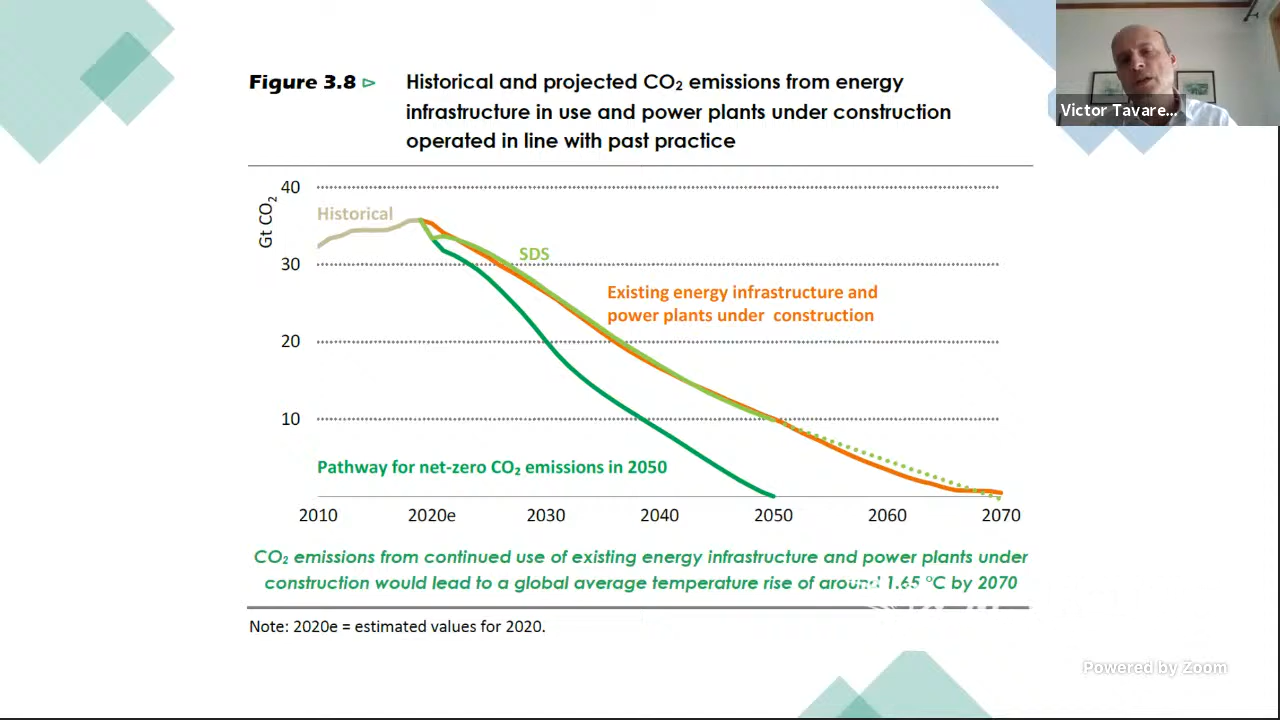 Figure 3.8 ▻ Historical and projected CO₂ emissions from energy
infrastructure in use and power plants under construction
operated in line with past practice
Victor Tavare...
Gt CO₂
40
30
20
10
Historical
SDS
Existing energy infrastructure and
power plants under construction
Pathway for net-zero CO₂ emissions in 2050
2010 2020e 2030 2040 2050 2060 2070
CO₂ emissions from continued use of existing energy infrastructure and power plants under
construction would lead to a global average temperature rise of around 1.65 °C by 2070
Note: 2020e = estimated values for 2020.
Powered by Zoom